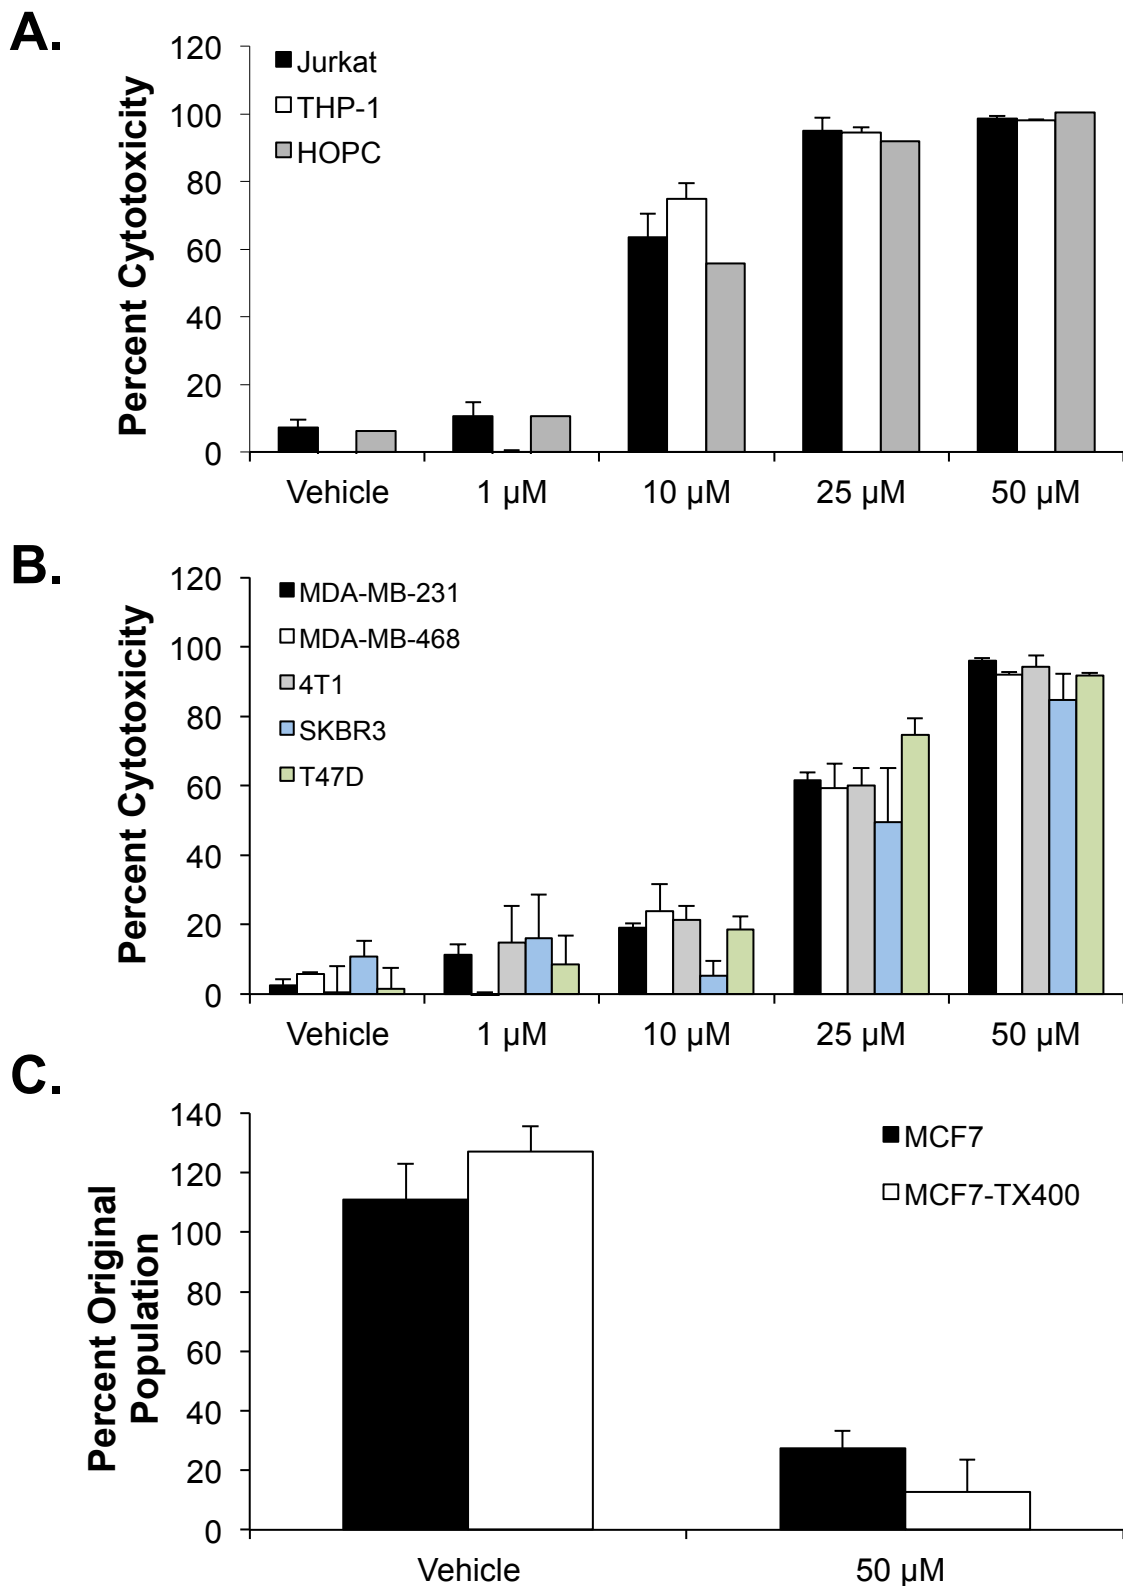 A.
Percent Cytotoxicity
120
100
80
60
40
20
0
Jurkat
THP-1
HOPC
Vehicle 1 µM 10 µM 25 µM 50 µM
B.
Percent Cytotoxicity
120
100
80
60
40
20
0
MDA-MB-231
MDA-MB-468
4T1
SKBR3
T47D
Vehicle 1 µM 10 µM 25 µM 50 µM
C.
Percent Original
Population
140
120
100
80
60
40
20
0
MCF7
MCF7-TX400
Vehicle 50 µM